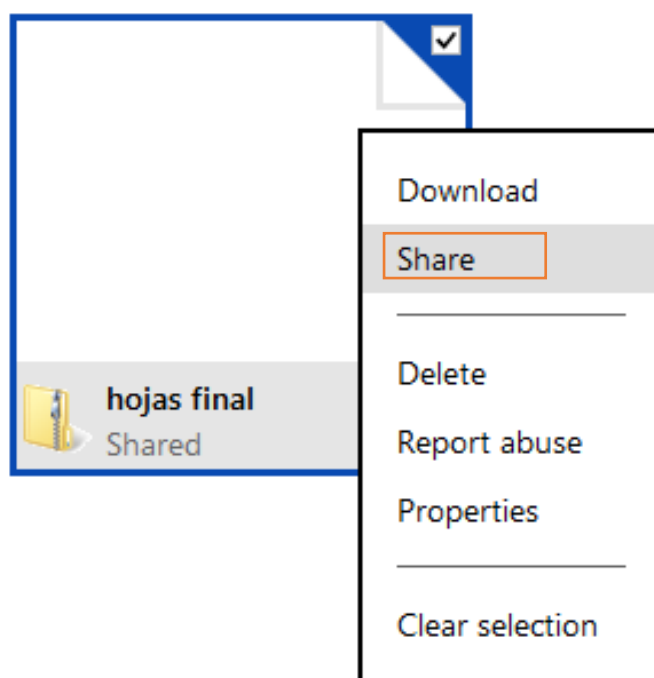 Download
Share
Delete
Report abuse
Properties
Clear selection
hojas final
Shared